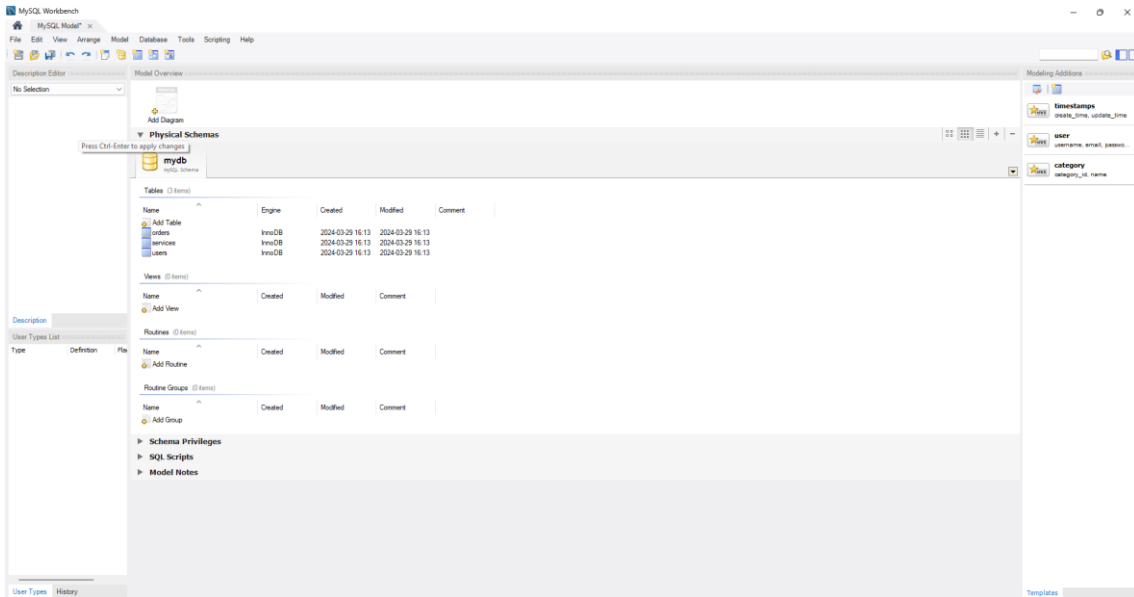 MySQL Workbench
MySQL Model* ×
File Edit View Arrange Model Database Tools Scripting Help
Description Editor
No Selection
Press Ctrl-Enter to apply changes
Description
User Types List
Type Definition Fla
User Types History
Model Overview
Add Diagram
Physical Schemas
mydb
MySQL Schema
Tables (3 items)
Name Engine Created Modified Comment
Add Table
orders InnoDB 2024-03-29 16:13 2024-03-29 16:13
services InnoDB 2024-03-29 16:13 2024-03-29 16:13
users InnoDB 2024-03-29 16:13 2024-03-29 16:13
Views (0 items)
Name Created Modified Comment
Add View
Routines (0 items)
Name Created Modified Comment
Add Routine
Routine Groups (0 items)
Name Created Modified Comment
Add Group
Schema Privileges
SQL Scripts
Model Notes
Modeling Additions
timestamps
create_time, update_time
user
username, email, passwo...
category
category_id, name
Templates